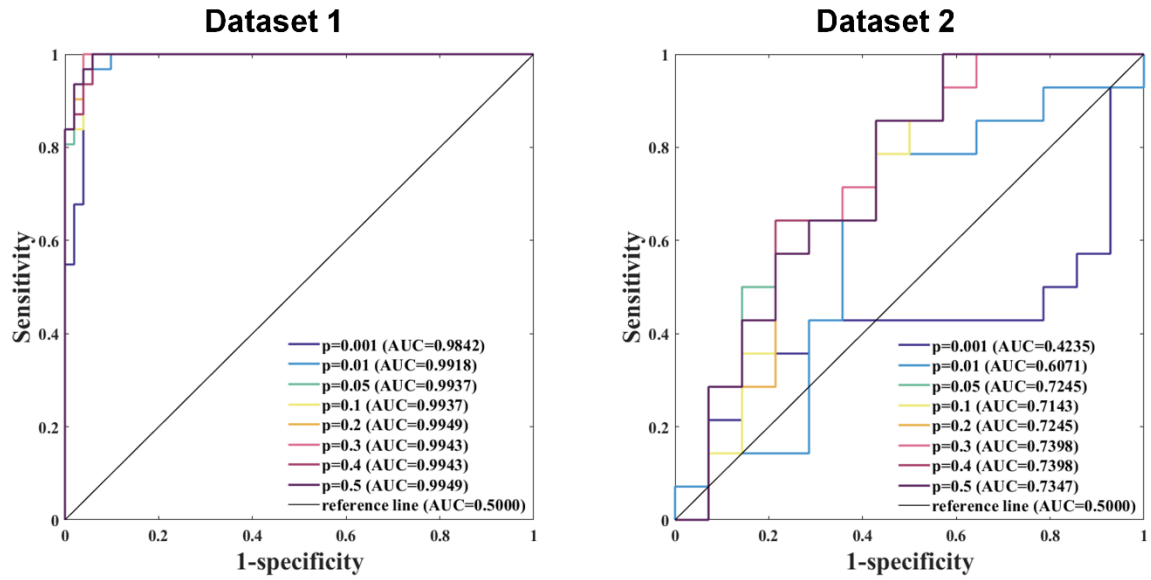 Dataset 1
1
0.8
0.6
0.4
0.2
0
Sensitivity
p=0.001 (AUC=0.9842)
p=0.01 (AUC=0.9918)
p=0.05 (AUC=0.9937)
p=0.1 (AUC=0.9937)
p=0.2 (AUC=0.9949)
p=0.3 (AUC=0.9943)
p=0.4 (AUC=0.9943)
p=0.5 (AUC=0.9949)
reference line (AUC=0.5000)
0 0.2 0.4 0.6 0.8 1
1-specificity
Dataset 2
1
0.8
0.6
0.4
0.2
0
Sensitivity
p=0.001 (AUC=0.4235)
p=0.01 (AUC=0.6071)
p=0.05 (AUC=0.7245)
p=0.1 (AUC=0.7143)
p=0.2 (AUC=0.7245)
p=0.3 (AUC=0.7398)
p=0.4 (AUC=0.7398)
p=0.5 (AUC=0.7347)
reference line (AUC=0.5000)
0 0.2 0.4 0.6 0.8 1
1-specificity